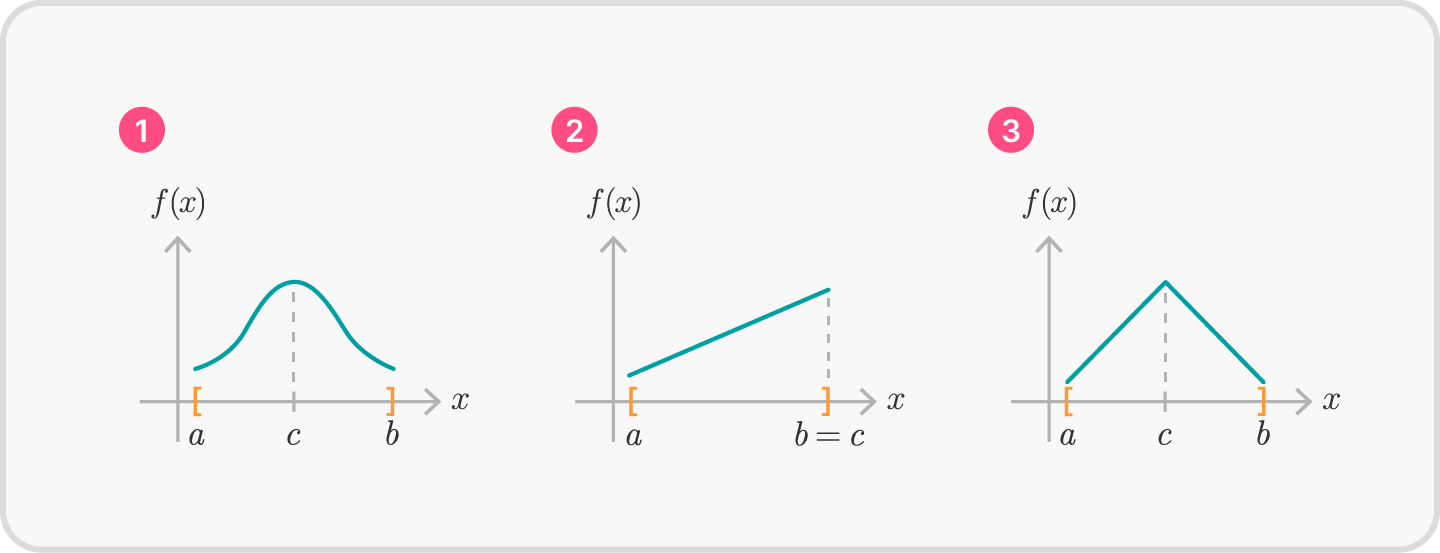 1
2
3
f(x)
f(x)
f(x)
x
x
x
[ ]
[ ]
[ ]
a c b
a b = c
a c b